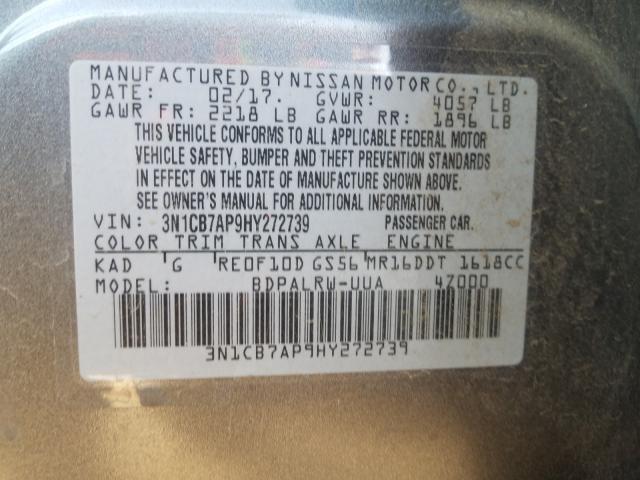 MANUFACTURED BY NISSAN MOTOR CO., LTD.
DATE: 02/17. GVWR: 4057 LB
GAWR FR: 2218 LB GAWR RR: 1896 LB
THIS VEHICLE CONFORMS TO ALL APPLICABLE FEDERAL MOTOR
VEHICLE SAFETY, BUMPER AND THEFT PREVENTION STANDARDS
IN EFFECT ON THE DATE OF MANUFACTURE SHOWN ABOVE.
SEE OWNER'S MANUAL FOR ADDITIONAL INFORMATION.
VIN: 3N1CB7AP9HY272739 PASSENGER CAR.
COLOR TRIM TRANS AXLE ENGINE
KAD G RE0F10D GS56 MR16DDT 1618CC
MODEL: BDPALRW-UUA 4Z000
3N1CB7AP9HY272739